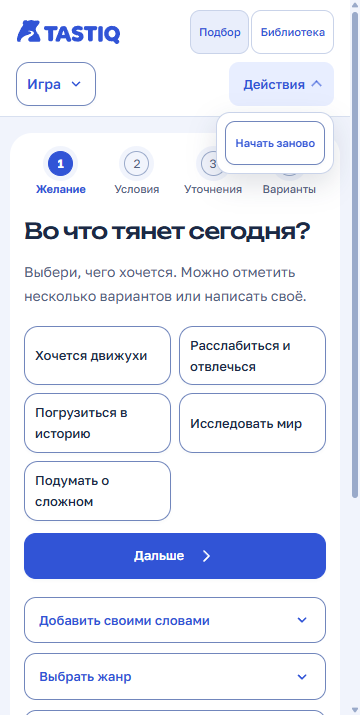 TASTIQ
Подбор
Библиотека
Игра
Действия
Начать заново
1
2
3
Желание
Условия
Уточнения
Варианты
Во что тянет сегодня?
Выбери, чего хочется. Можно отметить
несколько вариантов или написать своё.
Хочется движухи
Расслабиться и
отвлечься
Погрузиться в
историю
Исследовать мир
Подумать о
сложном
Дальше
Добавить своими словами
Выбрать жанр